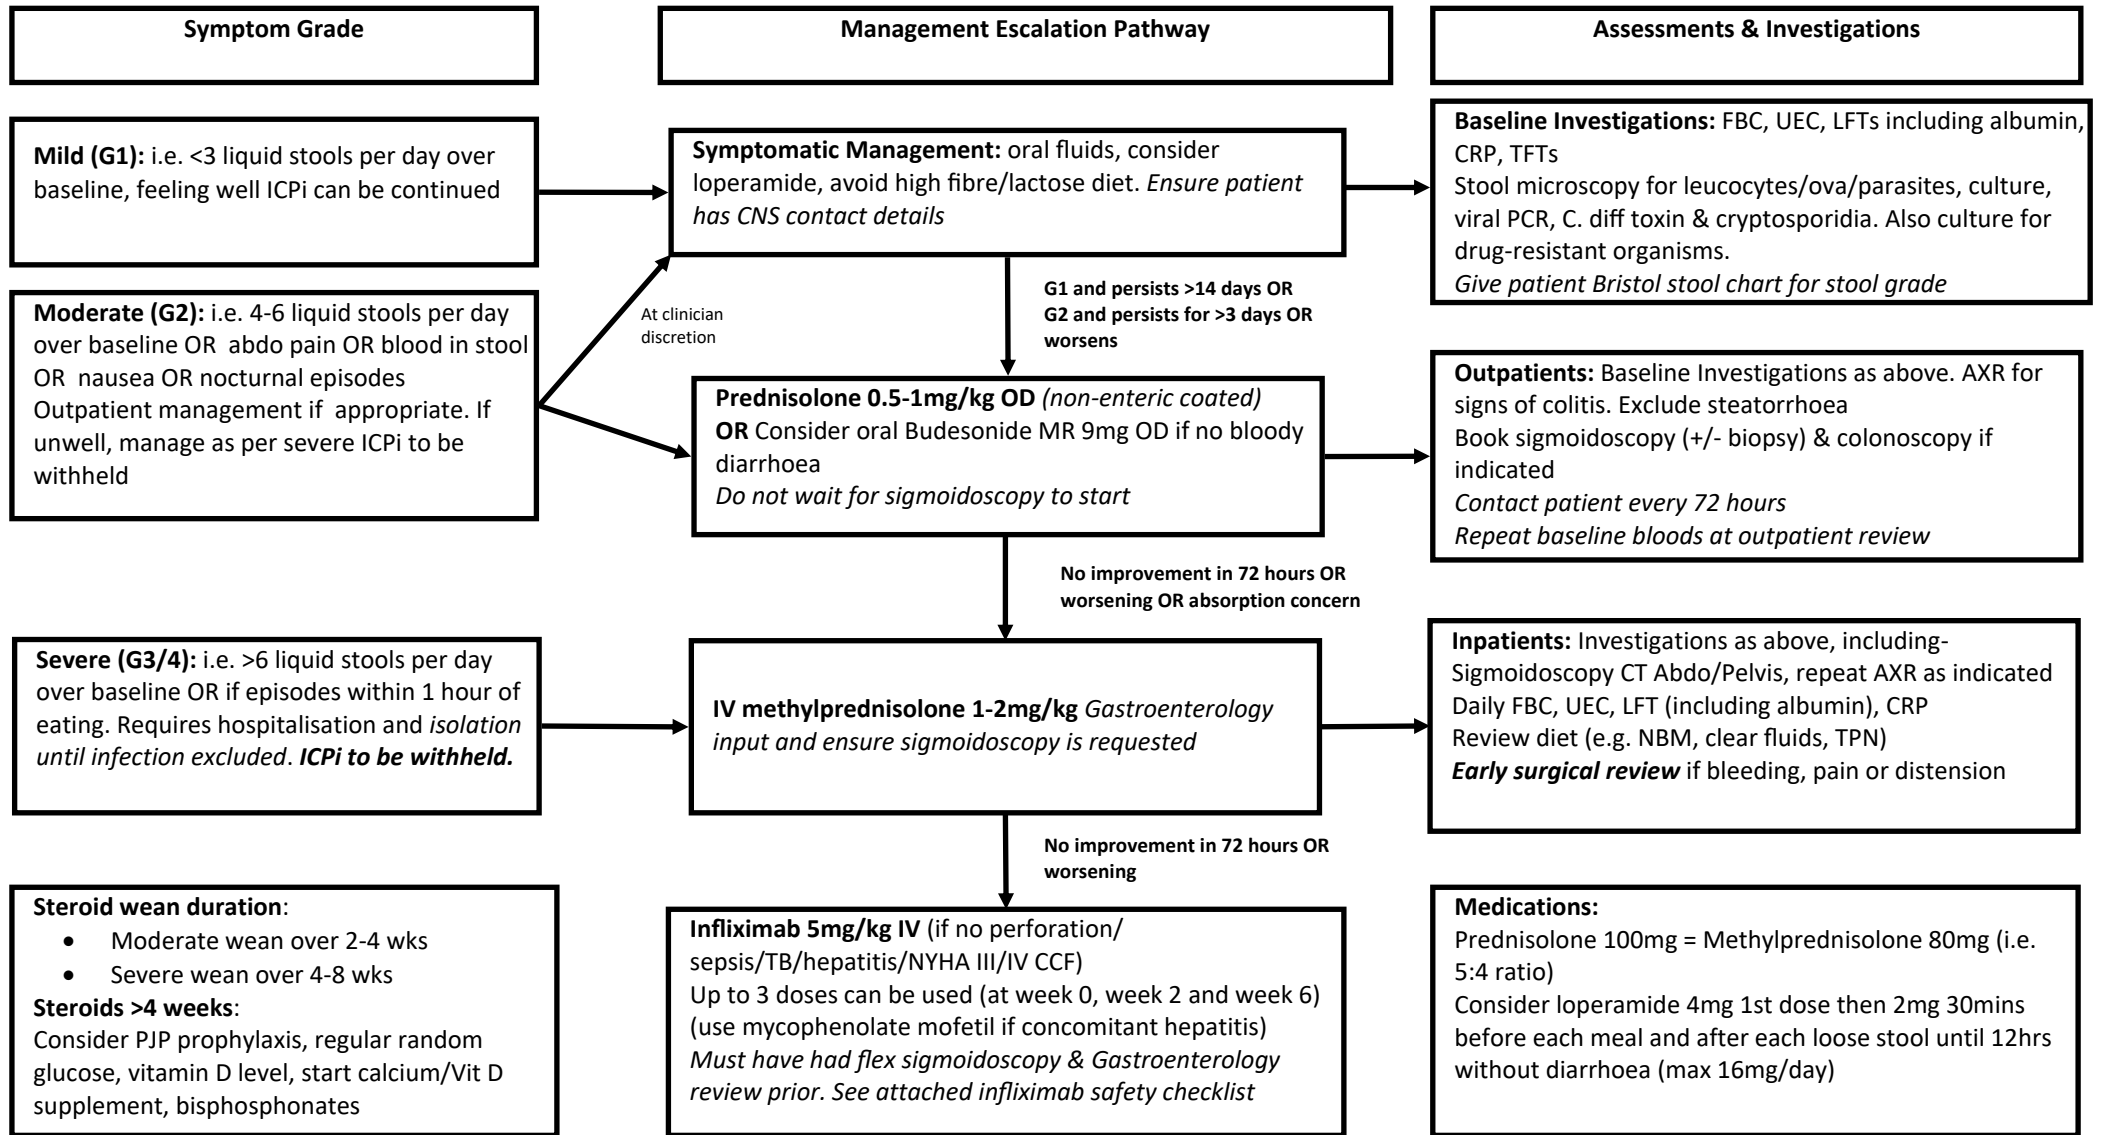 Symptom Grade
Management Escalation Pathway
Assessments & Investigations
Mild (G1): i.e. <3 liquid stools per day over
baseline, feeling well ICPi can be continued
Symptomatic Management: oral fluids, consider
loperamide, avoid high fibre/lactose diet. Ensure patient
has CNS contact details
Baseline Investigations: FBC, UEC, LFTs including albumin,
CRP, TFTs
Stool microscopy for leucocytes/ova/parasites, culture,
viral PCR, C. diff toxin & cryptosporidia. Also culture for
drug-resistant organisms.
Give patient Bristol stool chart for stool grade
Moderate (G2): i.e. 4-6 liquid stools per day
over baseline OR abdo pain OR blood in stool
OR nausea OR nocturnal episodes
Outpatient management if appropriate. If
unwell, manage as per severe ICPi to be
withheld
At clinician
discretion
G1 and persists >14 days OR
G2 and persists for >3 days OR
worsens
Prednisolone 0.5-1mg/kg OD (non-enteric coated)
OR Consider oral Budesonide MR 9mg OD if no bloody
diarrhoea
Do not wait for sigmoidoscopy to start
Outpatients: Baseline Investigations as above. AXR for
signs of colitis. Exclude steatorrhoea
Book sigmoidoscopy (+/- biopsy) & colonoscopy if
indicated
Contact patient every 72 hours
Repeat baseline bloods at outpatient review
No improvement in 72 hours OR
worsening OR absorption concern
Severe (G3/4): i.e. >6 liquid stools per day
over baseline OR if episodes within 1 hour of
eating. Requires hospitalisation and isolation
until infection excluded. ICPi to be withheld.
IV methylprednisolone 1-2mg/kg Gastroenterology
input and ensure sigmoidoscopy is requested
Inpatients: Investigations as above, including-
Sigmoidoscopy CT Abdo/Pelvis, repeat AXR as indicated
Daily FBC, UEC, LFT (including albumin), CRP
Review diet (e.g. NBM, clear fluids, TPN)
Early surgical review if bleeding, pain or distension
No improvement in 72 hours OR
worsening
Steroid wean duration:
• Moderate wean over 2-4 wks
• Severe wean over 4-8 wks
Steroids >4 weeks:
Consider PJP prophylaxis, regular random
glucose, vitamin D level, start calcium/Vit D
supplement, bisphosphonates
Infliximab 5mg/kg IV (if no perforation/
sepsis/TB/hepatitis/NYHA III/IV CCF)
Up to 3 doses can be used (at week 0, week 2 and week 6)
(use mycophenolate mofetil if concomitant hepatitis)
Must have had flex sigmoidoscopy & Gastroenterology
review prior. See attached infliximab safety checklist
Medications:
Prednisolone 100mg = Methylprednisolone 80mg (i.e.
5:4 ratio)
Consider loperamide 4mg 1st dose then 2mg 30mins
before each meal and after each loose stool until 12hrs
without diarrhoea (max 16mg/day)